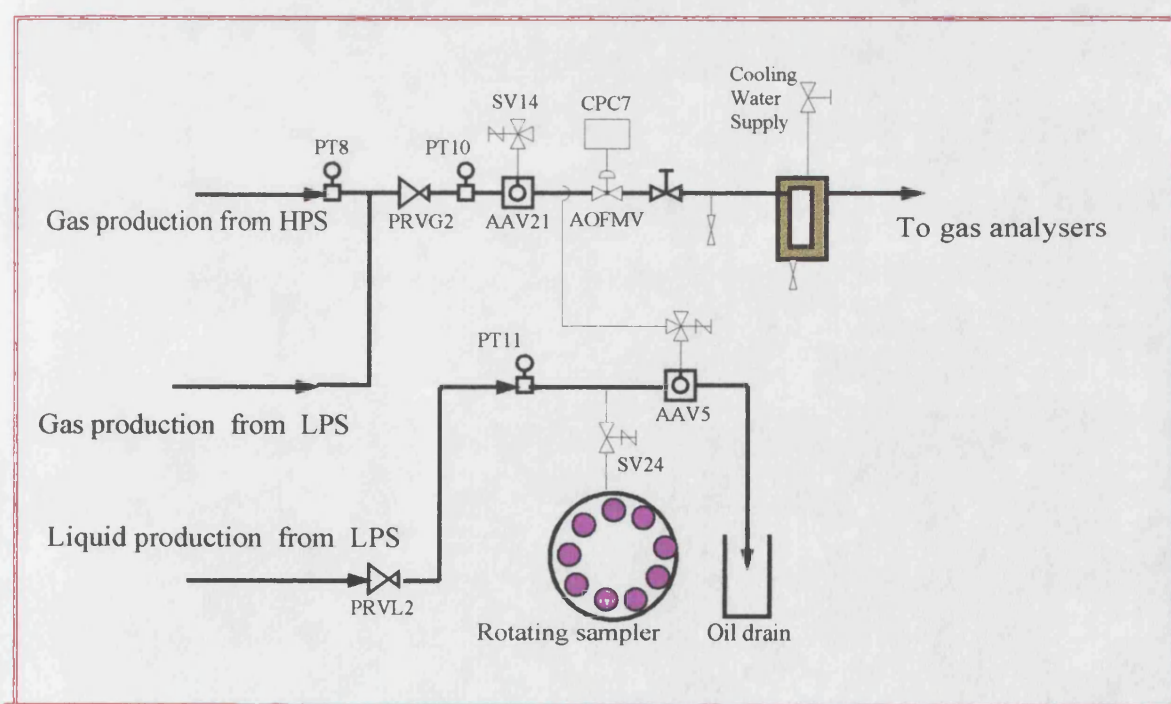 Cooling
Water
Supply
SV14
CPC7
PT8
PT10
Gas production from HPS
PRVG2
AAV21
AOFMV
To gas analysers
PT11
Gas production from LPS
AAV5
SV24
Liquid production from LPS
PRVL2
Rotating sampler
Oil drain